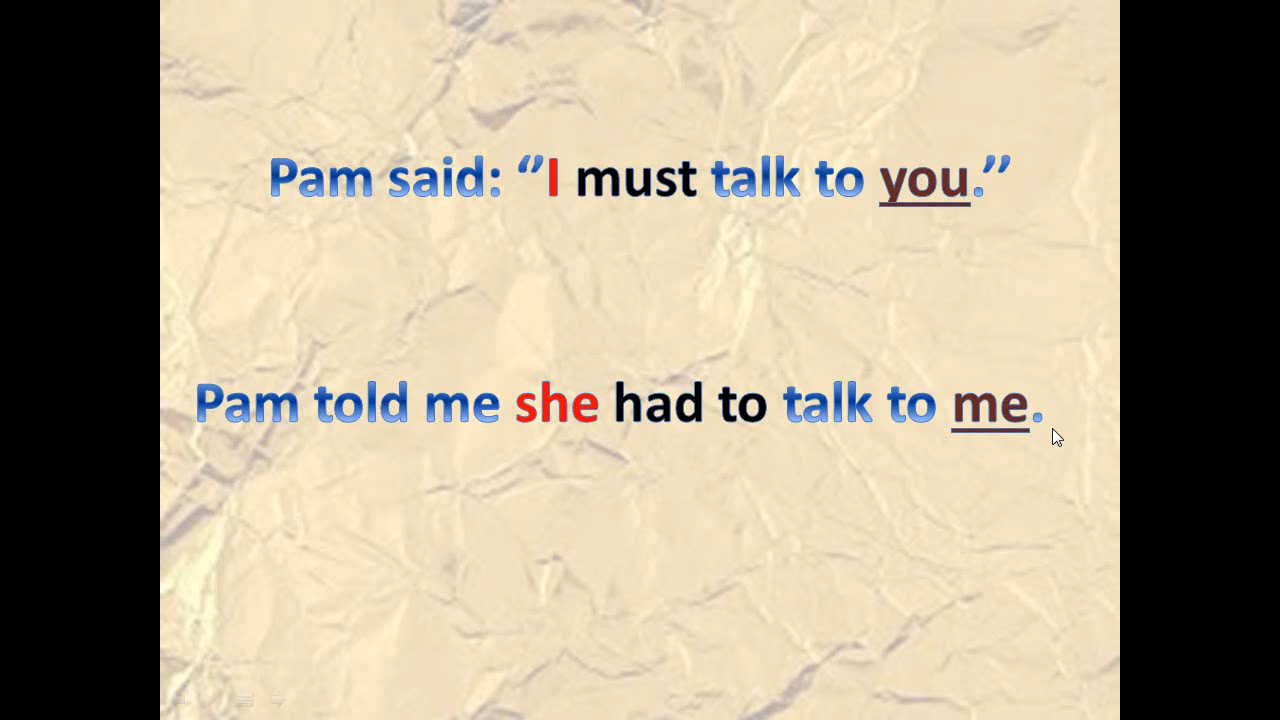 Pam said: ‘’I must talk to you.’’
Pam told me she had to talk to me.